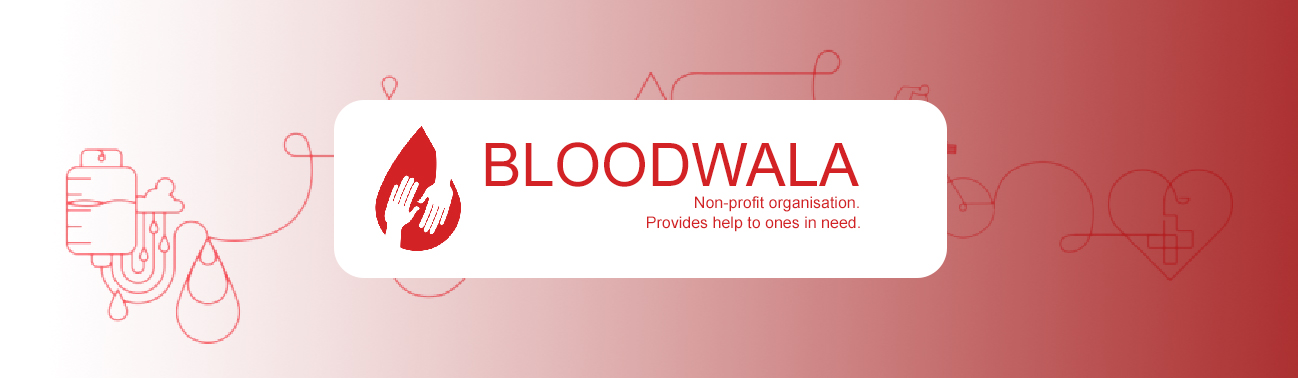 BLOODWALA
Non-profit organisation.
Provides help to ones in need.